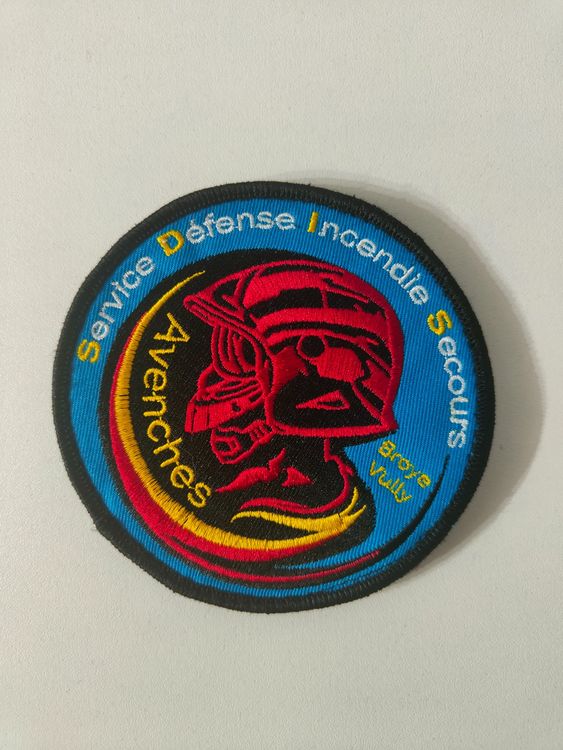 Service Défense Incendie Secours
Avenches
Broye
Vully